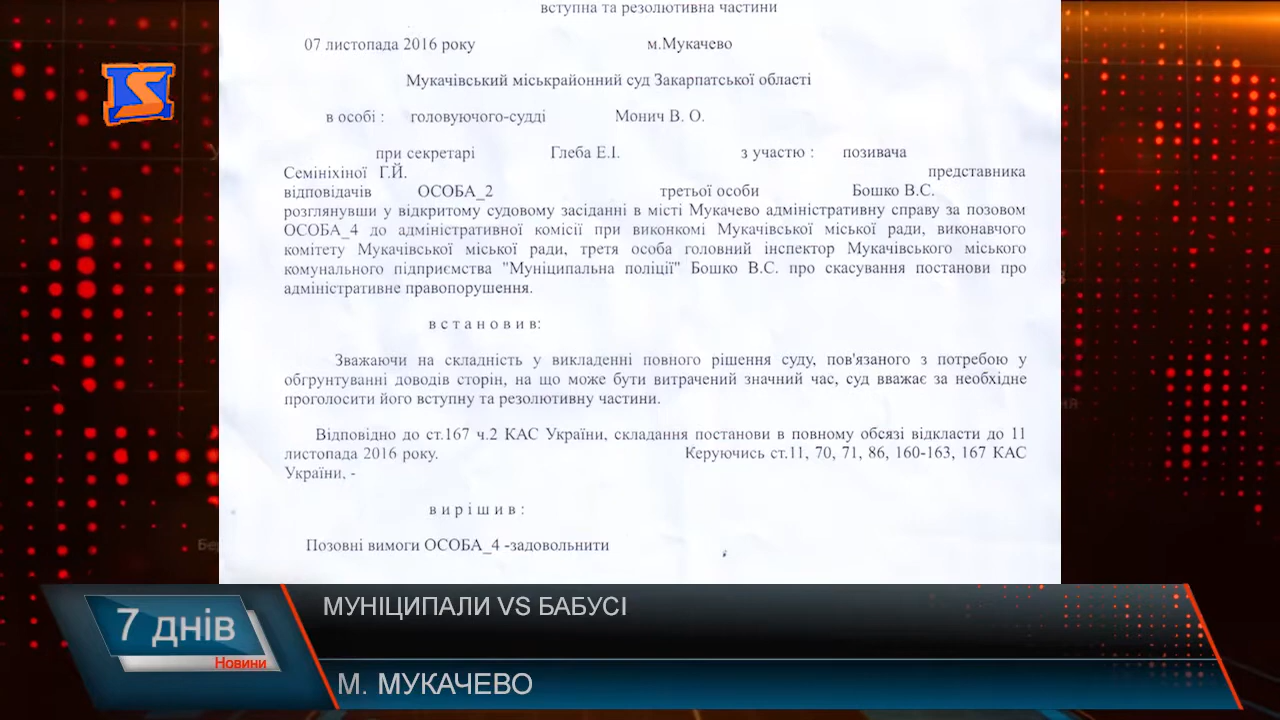 вступна та резолютивна частини
07 листопада 2016 року м.Мукачево
Мукачівський міськрайонний суд Закарпатської області
в особі : головуючого-судді Монич В. О.
при секретарі Глеба Е.І. з участю : позивача
Семініхіної Г.Й. представника
відповідачів ОСОБА_2 третьої особи Бошко В.С.
розглянувши у відкритому судовому засіданні в місті Мукачево адміністративну справу за позовом
ОСОБА_4 до адміністративної комісії при виконкомі Мукачівської міської ради, виконавчого
комітету Мукачівської міської ради, третя особа головний інспектор Мукачівського міського
комунального підприємства "Муніципальна поліції" Бошко В.С. про скасування постанови про
адміністративне правопорушення.
в с т а н о в и в:
Зважаючи на складність у викладенні повного рішення суду, пов'язаного з потребою у
обгрунтуванні доводів сторін, на що може бути витрачений значний час, суд вважає за необхідне
проголосити його вступну та резолютивну частини.
Відповідно до ст.167 ч.2 КАС України, складання постанови в повному обсязі відкласти до 11
листопада 2016 року. Керуючись ст.11, 70, 71, 86, 160-163, 167 КАС
України, -
в и р і ш и в :
Позовні вимоги ОСОБА_4 -задовольнити
МУНІЦИПАЛИ VS БАБУСІ
7 днів
Новини
М. МУКАЧЕВО